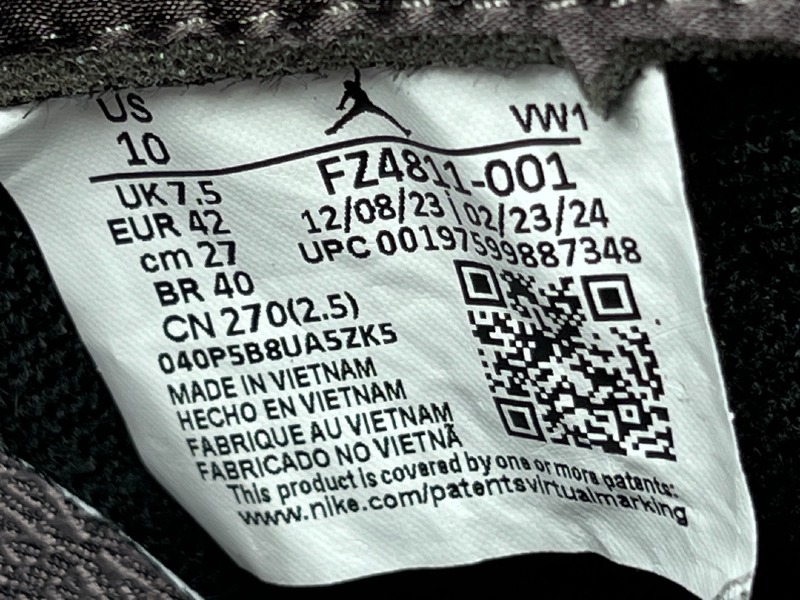 US
10
VW1
FZ4811-001
UK 7.5
EUR 42
cm 27
BR 40
CN 270(2.5)
12/08/23 | 02/23/24
UPC 00197599887348
040P5B8UA5ZK5
MADE IN VIETNAM
HECHO EN VIETNAM
FABRIQUE AU VIETNAM
FABRICADO NO VIETNÃ
This product is covered by one or more patents:
www.nike.com/patentsvirtualmarking